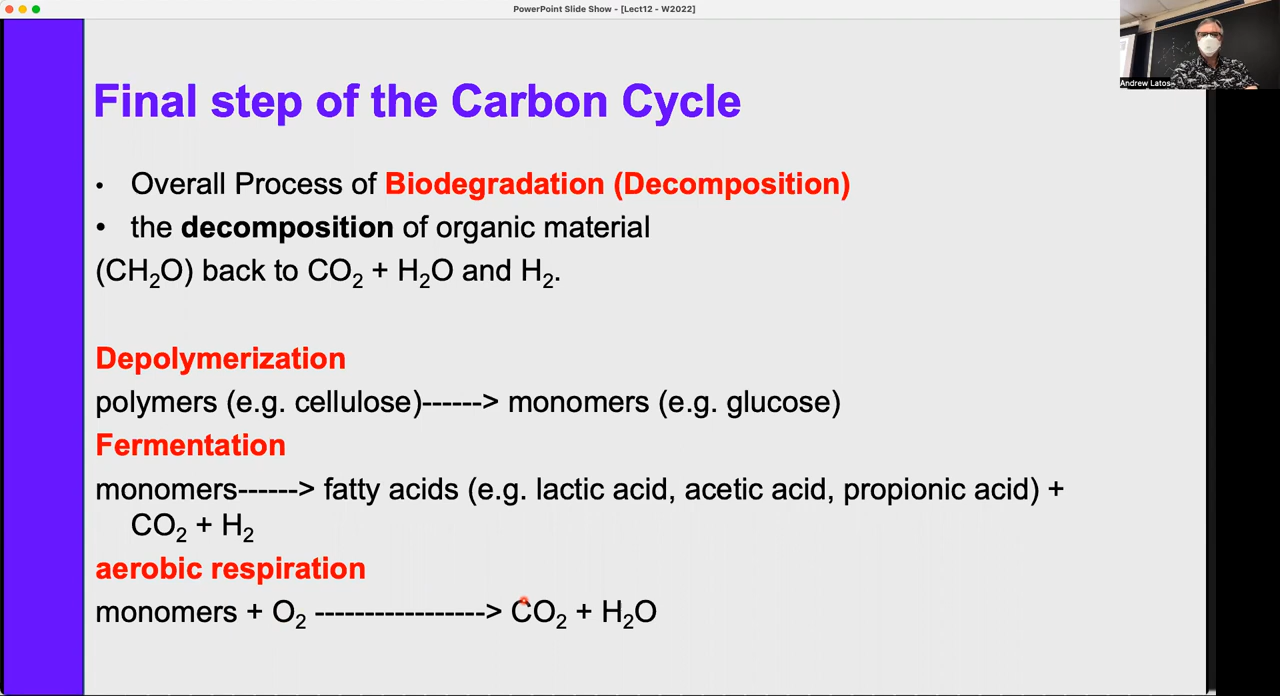 PowerPoint Slide Show - [Lect12 - W2022]
Andrew Latos
Final step of the Carbon Cycle
• Overall Process of Biodegradation (Decomposition)
• the decomposition of organic material
(CH₂O) back to CO₂ + H₂O and H₂.
Depolymerization
polymers (e.g. cellulose)------> monomers (e.g. glucose)
Fermentation
monomers------> fatty acids (e.g. lactic acid, acetic acid, propionic acid) +
CO₂ + H₂
aerobic respiration
monomers + O₂ -----------------> CO₂ + H₂O